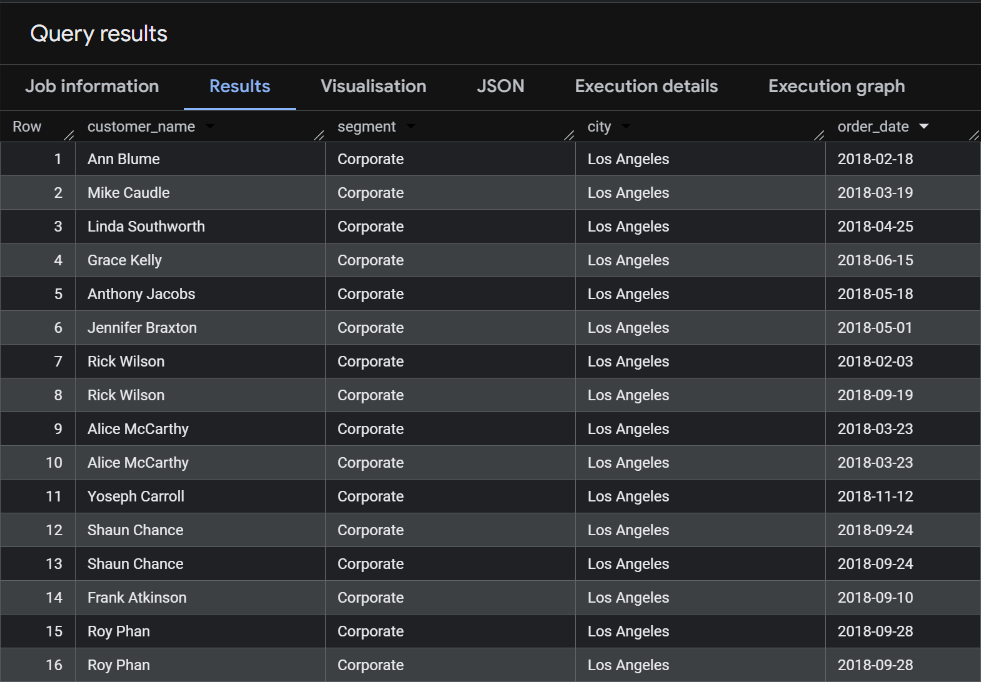 Query results
Job information Results Visualisation JSON Execution details Execution graph
Row customer_name segment city order_date
1 Ann Blume Corporate Los Angeles 2018-02-18
2 Mike Caudle Corporate Los Angeles 2018-03-19
3 Linda Southworth Corporate Los Angeles 2018-04-25
4 Grace Kelly Corporate Los Angeles 2018-06-15
5 Anthony Jacobs Corporate Los Angeles 2018-05-18
6 Jennifer Braxton Corporate Los Angeles 2018-05-01
7 Rick Wilson Corporate Los Angeles 2018-02-03
8 Rick Wilson Corporate Los Angeles 2018-09-19
9 Alice McCarthy Corporate Los Angeles 2018-03-23
10 Alice McCarthy Corporate Los Angeles 2018-03-23
11 Yoseph Carroll Corporate Los Angeles 2018-11-12
12 Shaun Chance Corporate Los Angeles 2018-09-24
13 Shaun Chance Corporate Los Angeles 2018-09-24
14 Frank Atkinson Corporate Los Angeles 2018-09-10
15 Roy Phan Corporate Los Angeles 2018-09-28
16 Roy Phan Corporate Los Angeles 2018-09-28